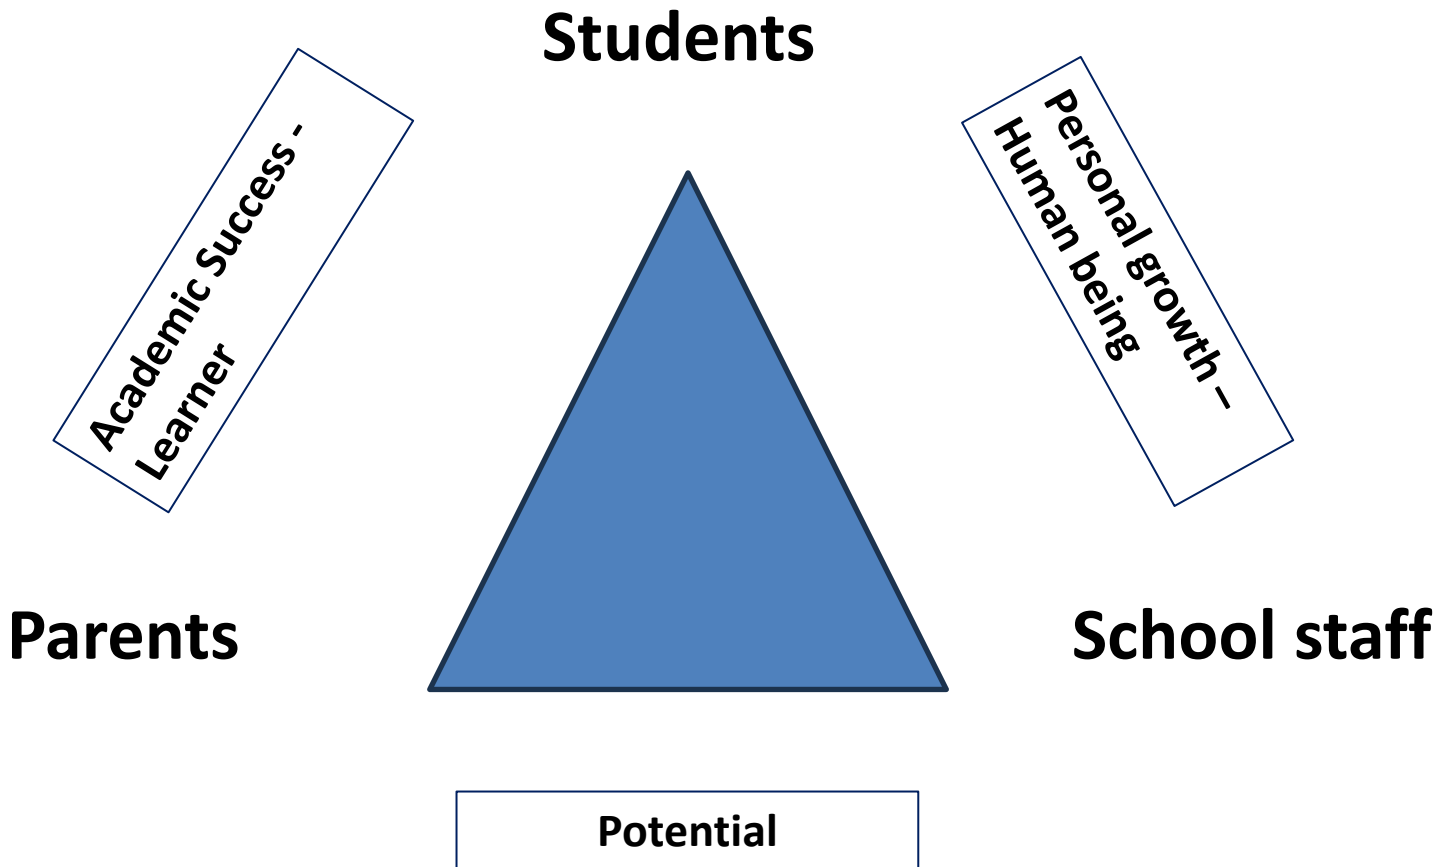 Students
Academic Success -
Learner
Personal growth –
Human being
Parents
School staff
Potential